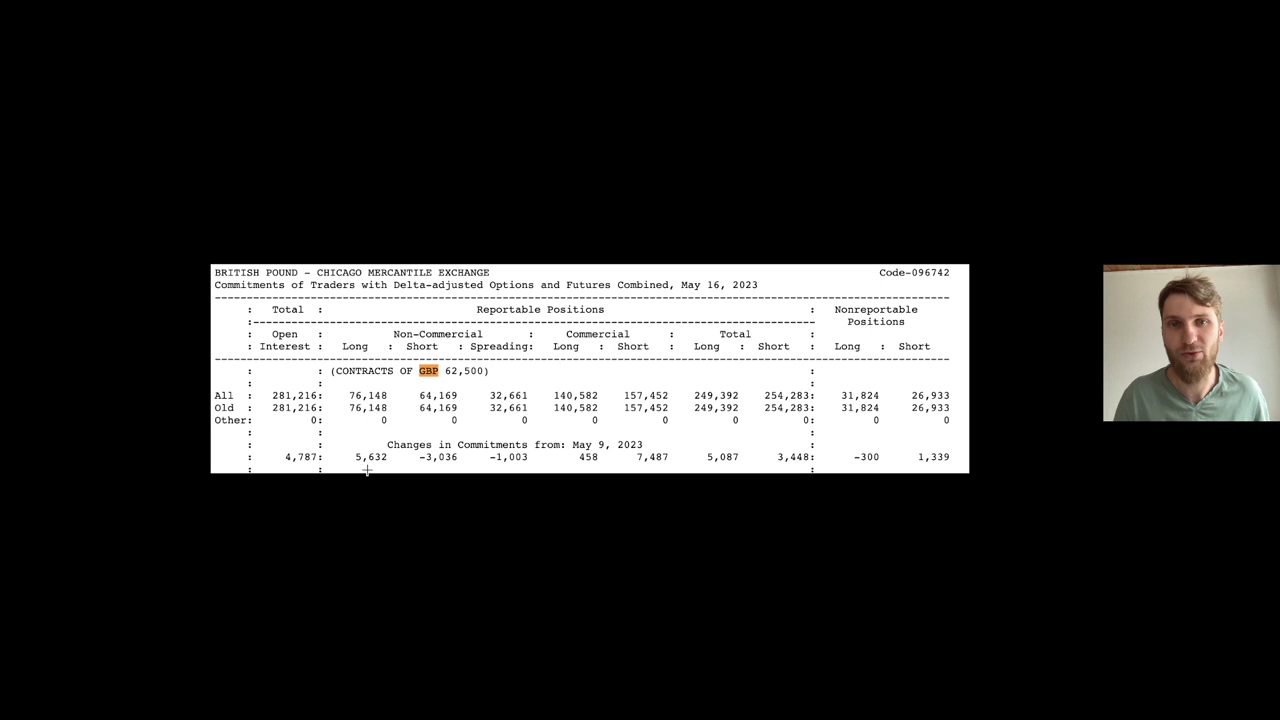 BRITISH POUND - CHICAGO MERCANTILE EXCHANGE Code-096742
Commitments of Traders with Delta-adjusted Options and Futures Combined, May 16, 2023
--------------------------------------------------------------------------------
: Total : Reportable Positions : Nonreportable
:-------------------------------------------------------------------- Positions
: Open : Non-Commercial : Commercial : Total :
: Interest : Long : Short : Spreading: Long : Short : Long : Short : Long : Short
--------------------------------------------------------------------------------
: : (CONTRACTS OF GBP 62,500) :
: : :
All : 281,216: 76,148 64,169 32,661 140,582 157,452 249,392 254,283: 31,824 26,933
Old : 281,216: 76,148 64,169 32,661 140,582 157,452 249,392 254,283: 31,824 26,933
Other: 0: 0 0 0 0 0 0 0: 0 0
: : :
: : Changes in Commitments from: May 9, 2023 :
: 4,787: 5,632 -3,036 -1,003 458 7,487 5,087 3,448: -300 1,339
: : :